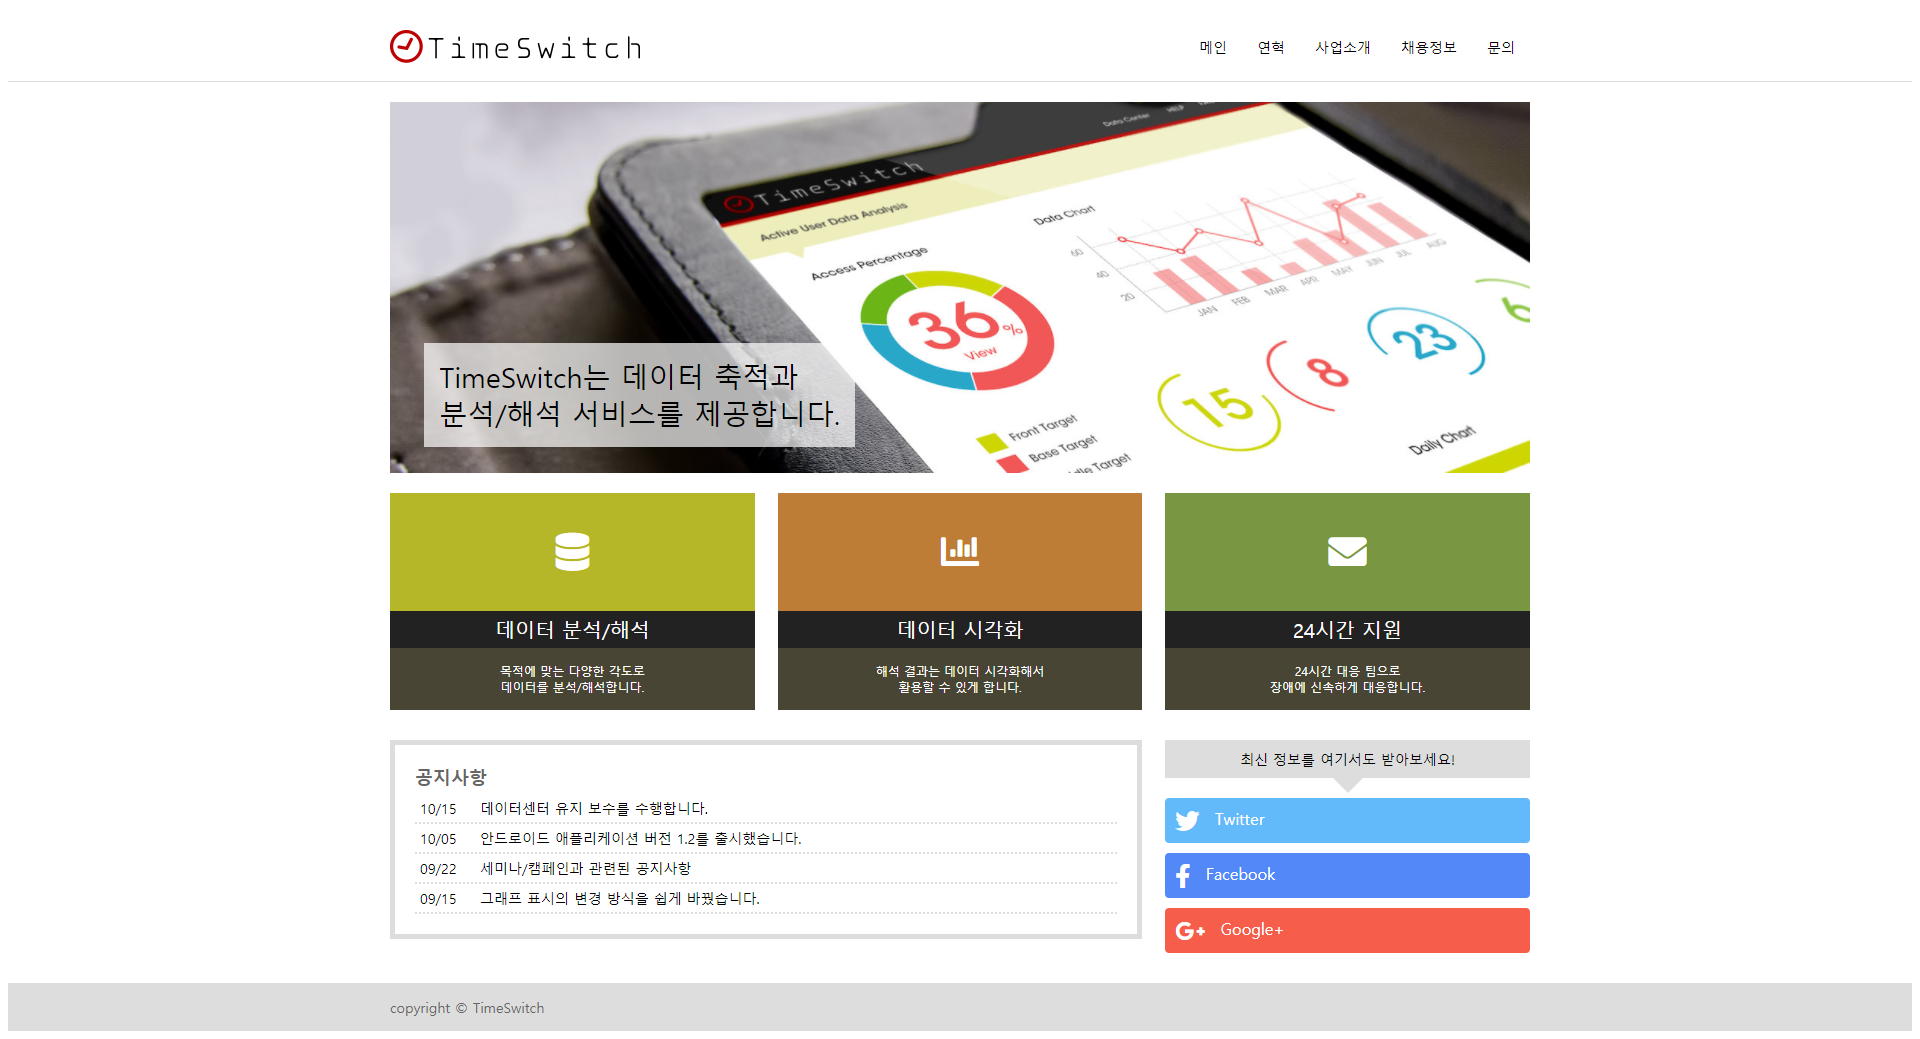 TimeSwitch
메인 연혁 사업소개 채용정보 문의
Data Center HELP
TimeSwitch
Active User Data Analysis
Access Percentage
36%
View
Data Chart
60
40
20
JAN FEB MAR APR MAY JUN JUL AUG
15
8
23
6
Front Target
Base Target
Target
Daily Chart
TimeSwitch는 데이터 축적과
분석/해석 서비스를 제공합니다.
데이터 분석/해석
목적에 맞는 다양한 각도로
데이터를 분석/해석합니다.
데이터 시각화
해석 결과는 데이터 시각화해서
활용할 수 있게 합니다.
24시간 지원
24시간 대응 팀으로
장애에 신속하게 대응합니다.
공지사항
10/15 데이터센터 유지 보수를 수행합니다.
10/05 안드로이드 애플리케이션 버전 1.2를 출시했습니다.
09/22 세미나/캠페인과 관련된 공지사항
09/15 그래프 표시의 변경 방식을 쉽게 바꿨습니다.
최신 정보를 여기서도 받아보세요!
Twitter
Facebook
Google+
copyright © TimeSwitch